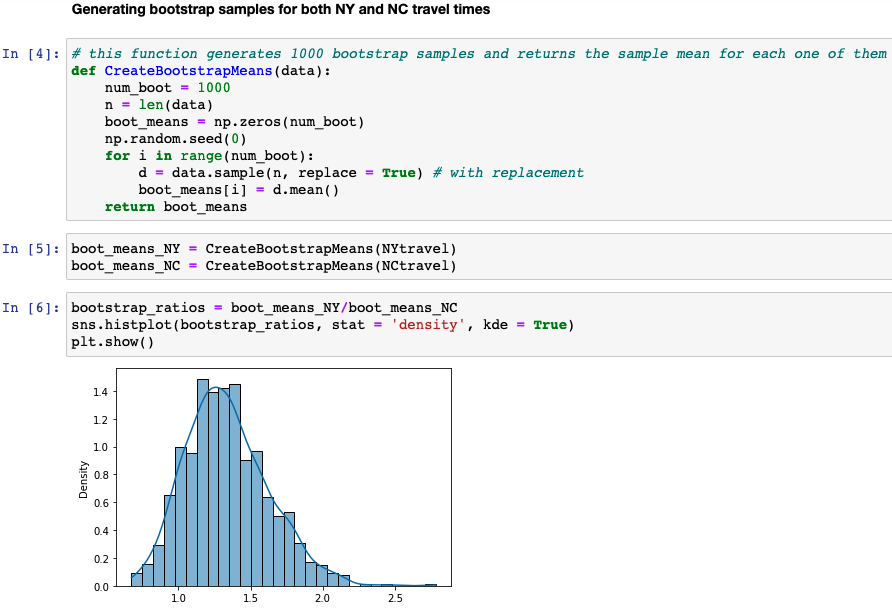 Generating bootstrap samples for both NY and NC travel times
In [4]: # this function generates 1000 bootstrap samples and returns the sample mean for each one of them
def CreateBootstrapMeans(data):
    num_boot = 1000
    n = len(data)
    boot_means = np.zeros(num_boot)
    np.random.seed(0)
    for i in range(num_boot):
        d = data.sample(n, replace = True) # with replacement
        boot_means[i] = d.mean()
    return boot_means
In [5]: boot_means_NY = CreateBootstrapMeans(NYtravel)
boot_means_NC = CreateBootstrapMeans(NCtravel)
In [6]: bootstrap_ratios = boot_means_NY/boot_means_NC
sns.histplot(bootstrap_ratios, stat = 'density', kde = True)
plt.show()
1.4
1.2
1.0
0.8
Density
0.6
0.4
0.2
0.0
1.0 1.5 2.0 2.5